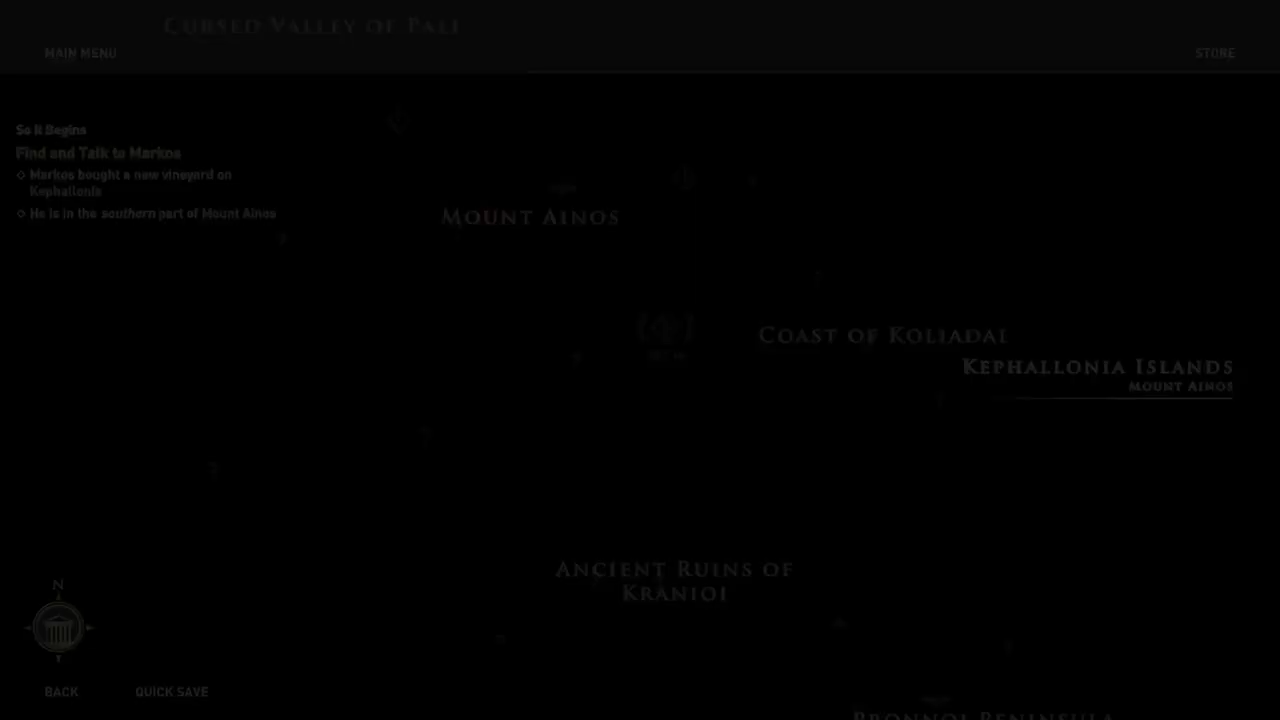 CURSED VALLEY OF PALI
MAIN MENU
STORE
So It Begins
Find and Talk to Markos
Markos bought a new vineyard on
Kephallonia
He is in the southern part of Mount Ainos
MOUNT AINOS
COAST OF KOLIADAI
KEPHALLONIA ISLANDS
MOUNT AINOS
ANCIENT RUINS OF
KRANIOI
N
BACK
QUICK SAVE
PRONNOI PENINSULA